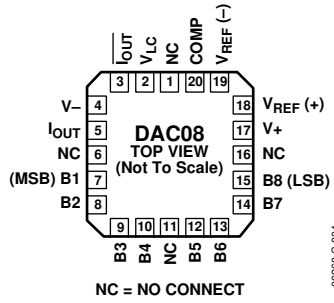 I̅O̅U̅T̅
VLC
NC
COMP
VREF (–)
3
2
1
20
19
V– 4
IOUT 5
NC 6
(MSB) B1 7
B2 8
DAC08
TOP VIEW
(Not To Scale)
18 VREF (+)
17 V+
16 NC
15 B8 (LSB)
14 B7
9
10
11
12
13
B3
B4
NC
B5
B6
NC = NO CONNECT